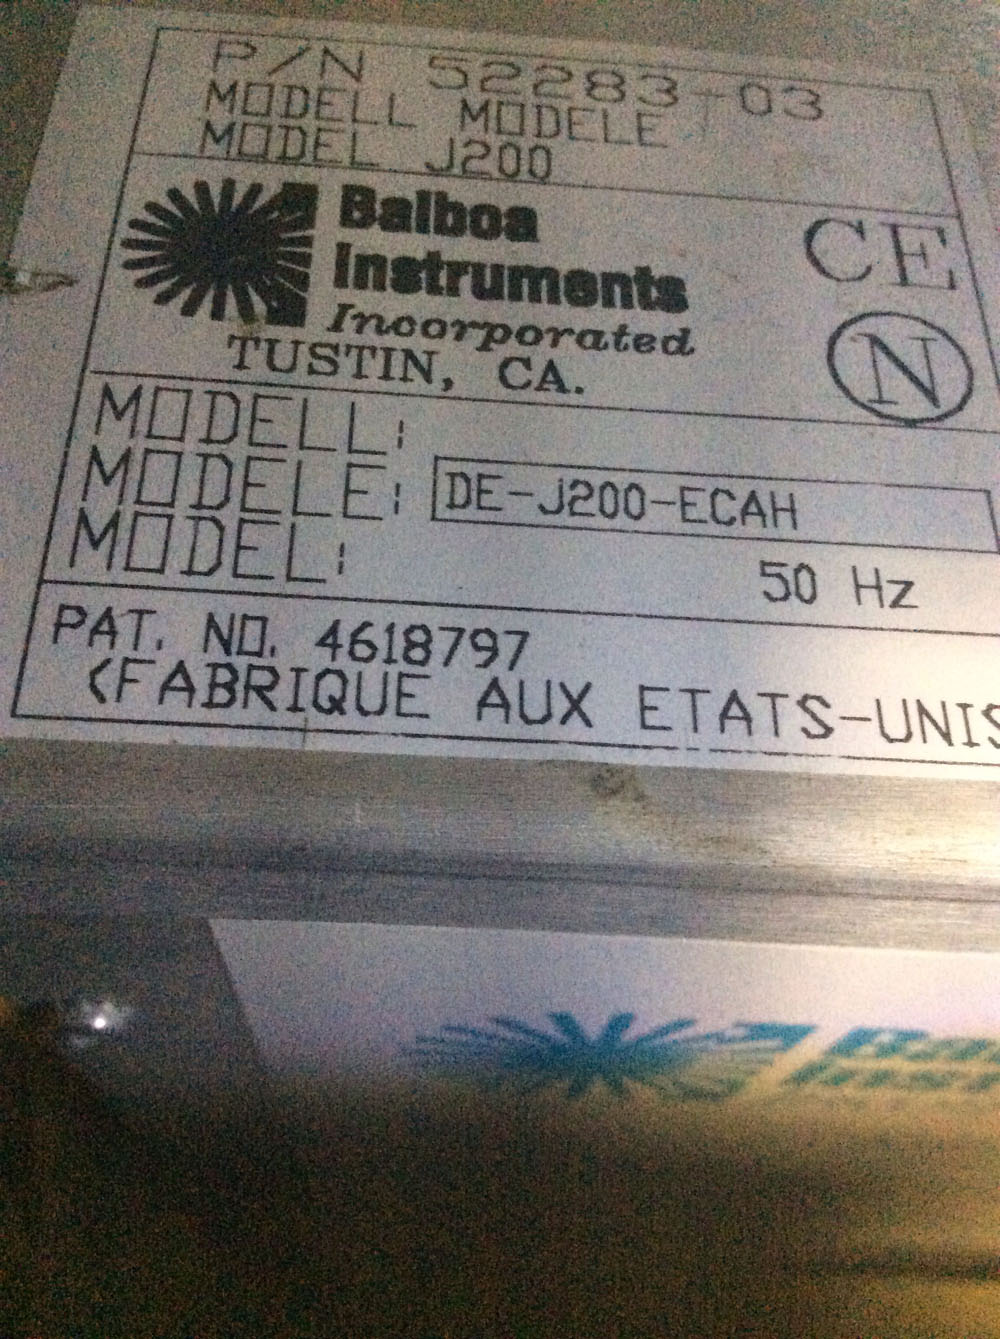 P/N 52283-03
MODELL MODELE
MODEL J200
Balboa
Instruments
Incorporated
TUSTIN, CA.
CE
N
MODELL:
MODELE: DE-J200-ECAH
MODEL:
50 Hz
PAT. NO. 4618797
(FABRIQUE AUX ETATS-UNIS